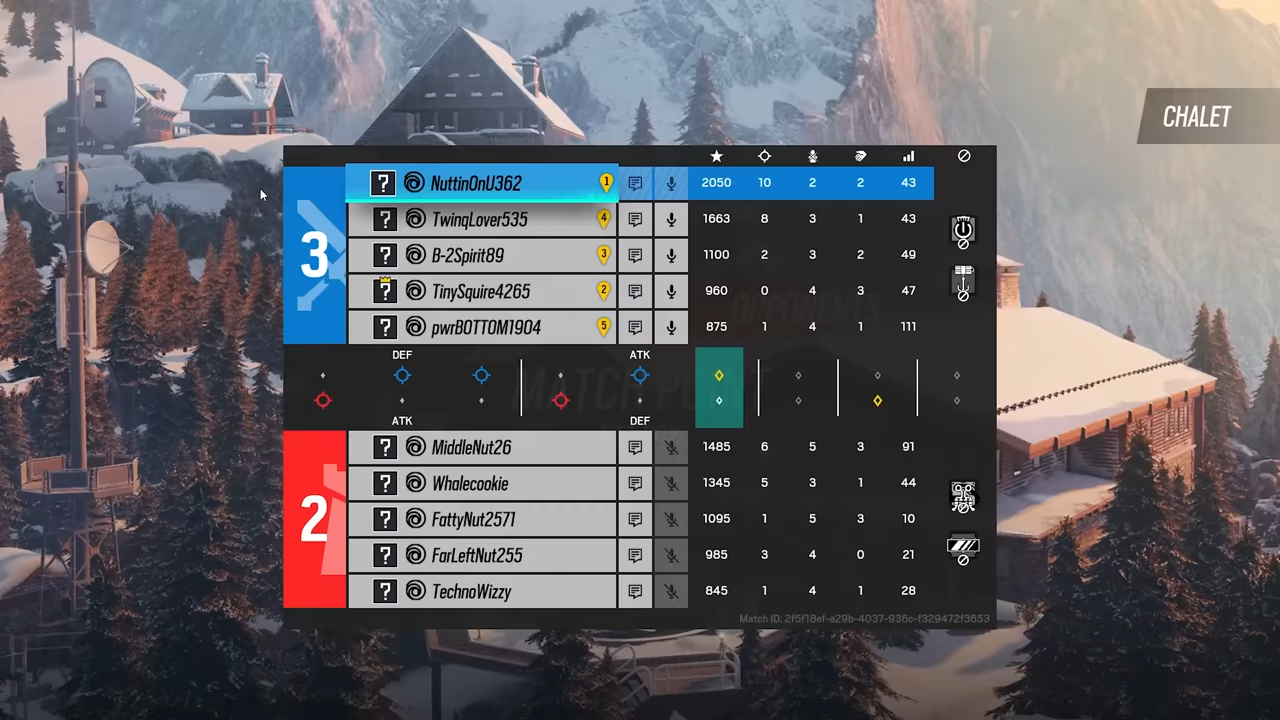 CHALET
3
? NuttinOnU362 1 2050 10 2 2 43
? TwinqLover535 4 1663 8 3 1 43
? B-2Spirit89 3 1100 2 3 2 49
? TinySquire4265 2 960 0 4 3 47
? pwrBOTTOM1904 5 875 1 4 1 111
OPPONENTS
DEF ATK
MATCH POINT
ATK DEF
2
? MiddleNut26 1485 6 5 3 91
? Whalecookie 1345 5 3 1 44
? FattyNut2571 1095 1 5 3 10
? FarLeftNut255 985 3 4 0 21
? TechnoWizzy 845 1 4 1 28
Match ID: 2f5f18ef-a29b-4037-936c-f329472f3653